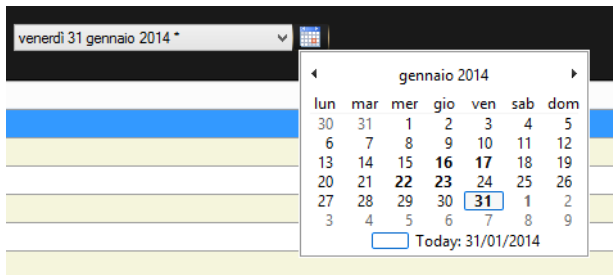 venerdì 31 gennaio 2014 *
gennaio 2014
lun mar mer gio ven sab dom
30 31 1 2 3 4 5
6 7 8 9 10 11 12
13 14 15 16 17 18 19
20 21 22 23 24 25 26
27 28 29 30 31 1 2
3 4 5 6 7 8 9
Today: 31/01/2014